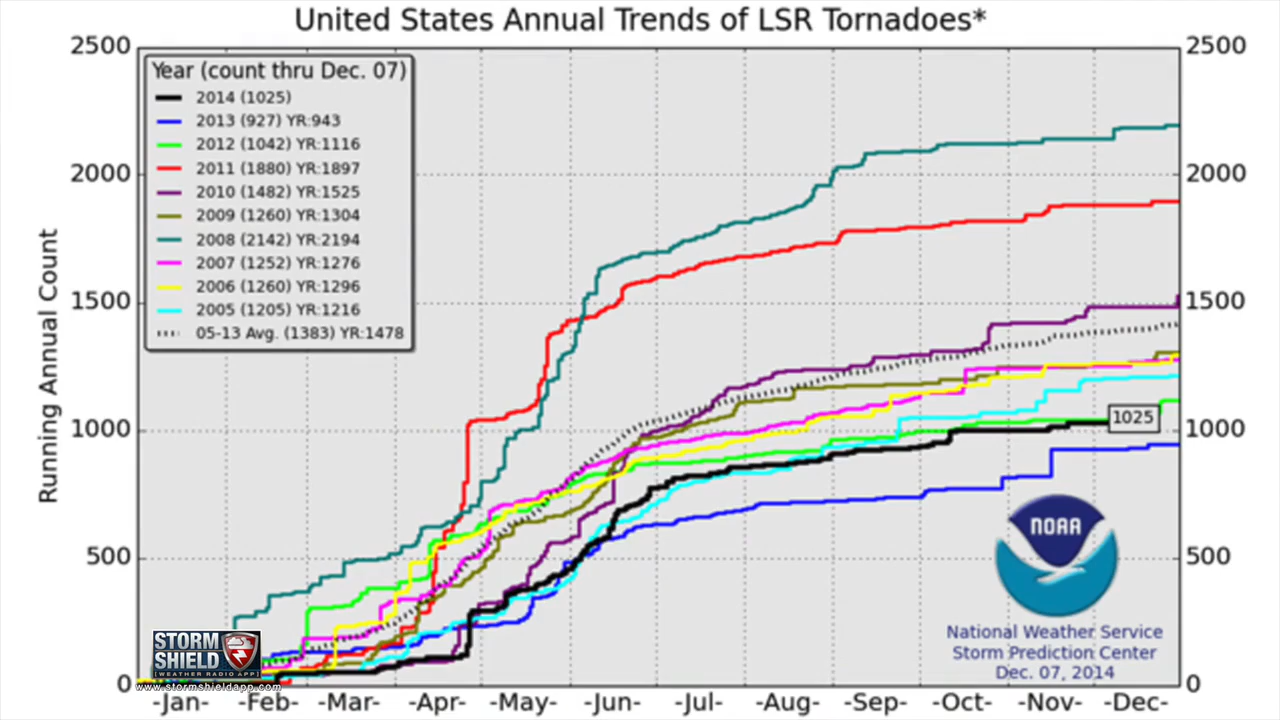 United States Annual Trends of LSR Tornadoes*
2500
2000
1500
1000
500
0
Running Annual Count
Year (count thru Dec. 07)
2014 (1025)
2013 (927) YR:943
2012 (1042) YR:1116
2011 (1880) YR:1897
2010 (1482) YR:1525
2009 (1260) YR:1304
2008 (2142) YR:2194
2007 (1252) YR:1276
2006 (1260) YR:1296
2005 (1205) YR:1216
05-13 Avg. (1383) YR:1478
2500
2000
1500
1000
500
0
1025
NOAA
National Weather Service
Storm Prediction Center
Dec. 07, 2014
STORM
SHIELD
[WEATHER RADIO APP]
www.stormshieldapp.com
-Jan- -Feb- -Mar- -Apr- -May- -Jun- -Jul- -Aug- -Sep- -Oct- -Nov- -Dec-